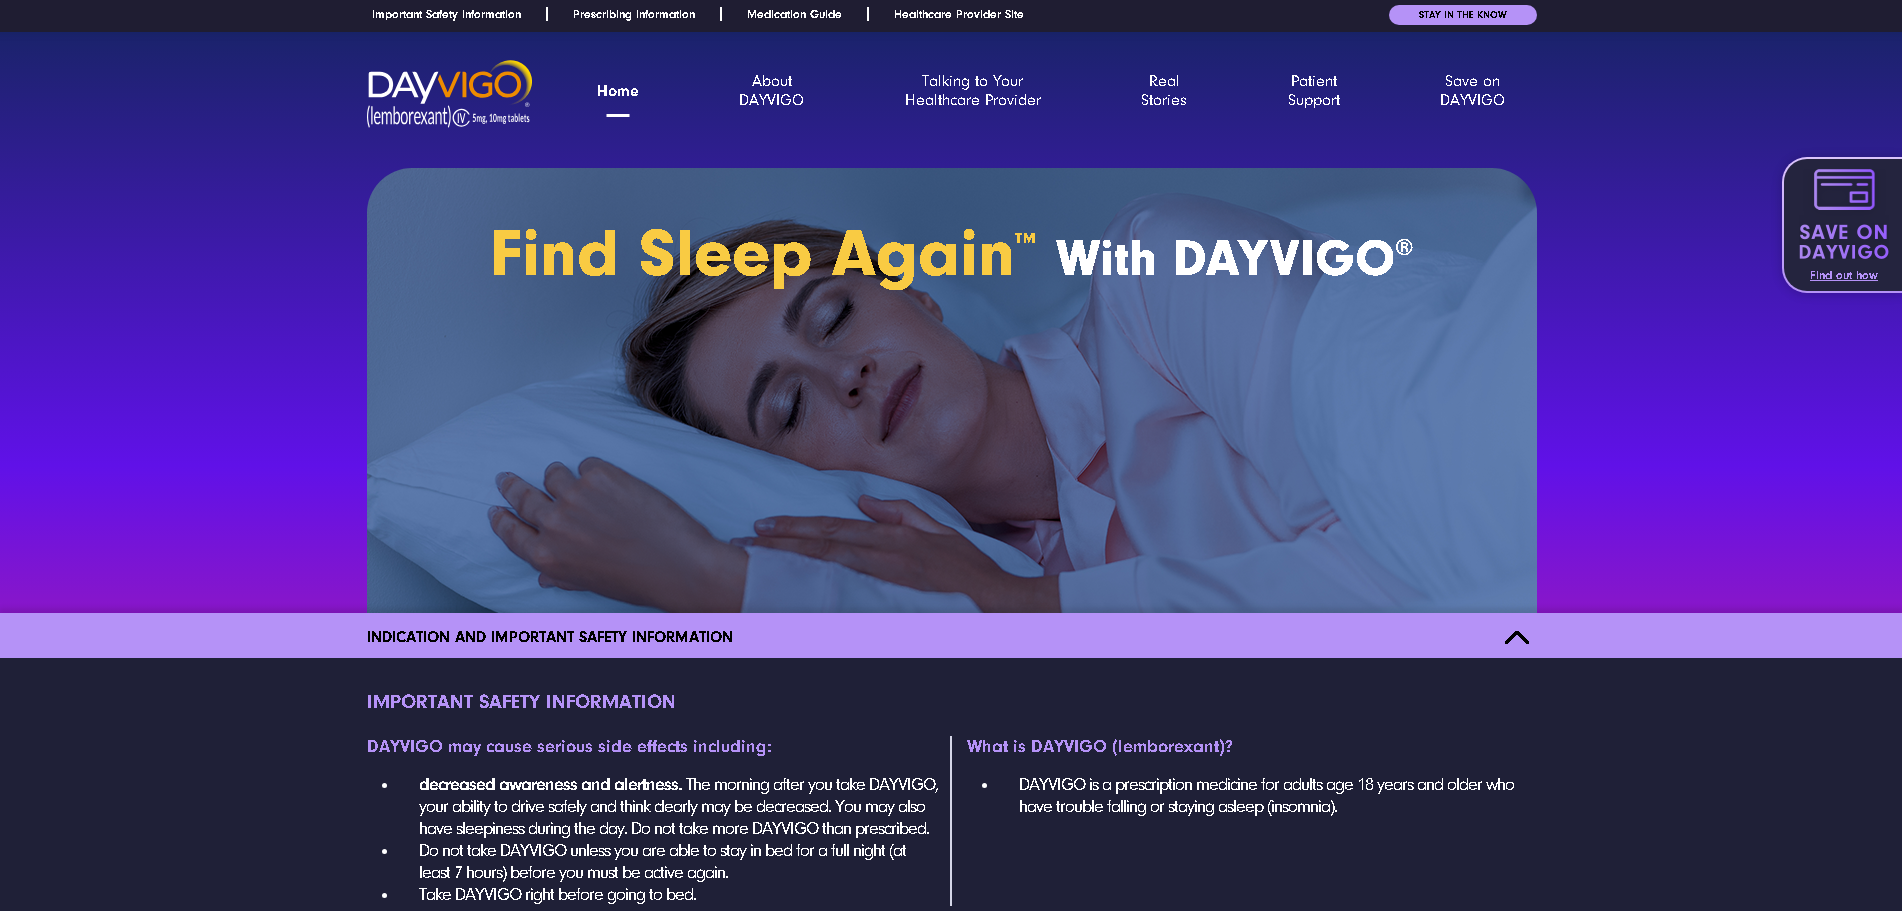 Important Safety Information
Prescribing Information
Medication Guide
Healthcare Provider Site
STAY IN THE KNOW
DAYVIGO®
(lemborexant) CIV 5mg, 10mg tablets
Home
About
DAYVIGO
Talking to Your
Healthcare Provider
Real
Stories
Patient
Support
Save on
DAYVIGO
SAVE ON
DAYVIGO
Find out how
Find Sleep Again™ With DAYVIGO®
INDICATION AND IMPORTANT SAFETY INFORMATION
IMPORTANT SAFETY INFORMATION
DAYVIGO may cause serious side effects including:
• decreased awareness and alertness. The morning after you take DAYVIGO,
your ability to drive safely and think clearly may be decreased. You may also
have sleepiness during the day. Do not take more DAYVIGO than prescribed.
• Do not take DAYVIGO unless you are able to stay in bed for a full night (at
least 7 hours) before you must be active again.
• Take DAYVIGO right before going to bed.
What is DAYVIGO (lemborexant)?
• DAYVIGO is a prescription medicine for adults age 18 years and older who
have trouble falling or staying asleep (insomnia).